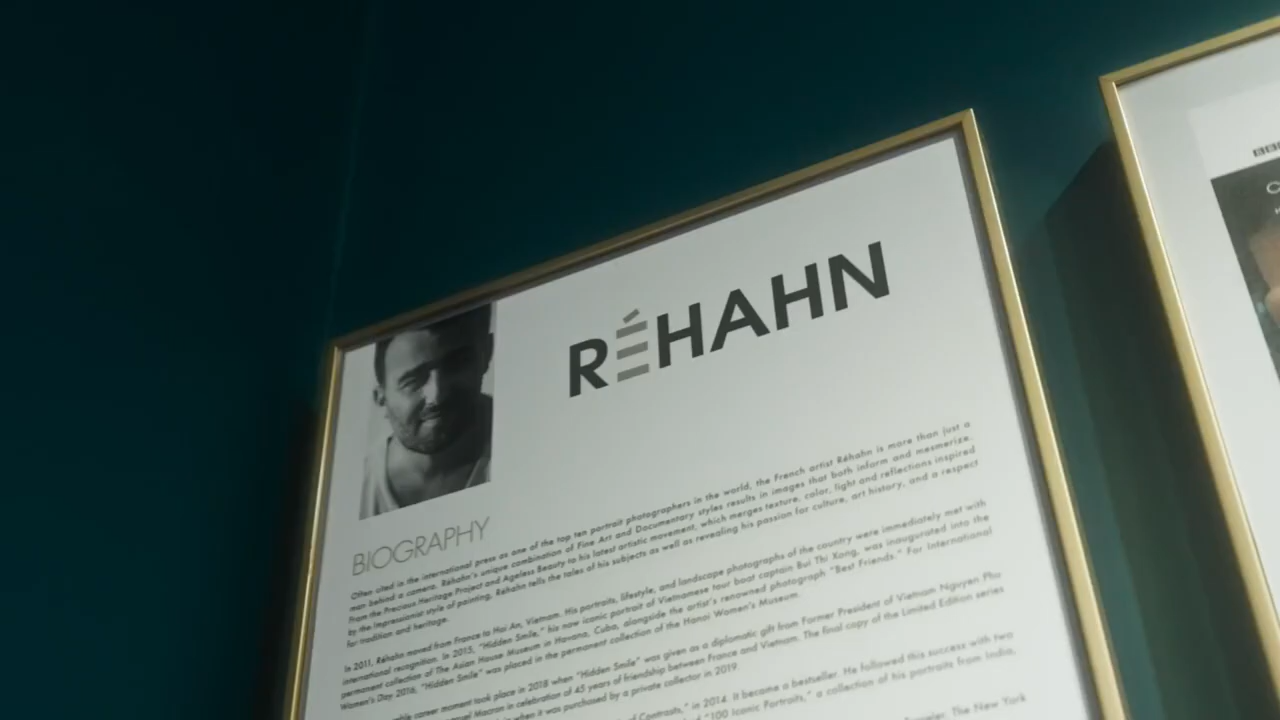 RÉHAHN
BIOGRAPHY
Often cited in the international press as one of the top ten portrait photographers in the world, the French artist Réhahn is more than just a
man behind a camera. Réhahn's unique combination of Fine Art and Documentary styles results in images that both inform and mesmerize.
From the Precious Heritage Project and Ageless Beauty to his latest artistic movement, which merges texture, color, light and reflections inspired
by the Impressionist style of painting, Réhahn tells the tales of his subjects as well as revealing his passion for culture, art history, and a respect
for tradition and heritage.
In 2011, Réhahn moved from France to Hoi An, Vietnam. His portraits, lifestyle, and landscape photographs of the country were immediately met with
international recognition. In 2015, "Hidden Smile," his now iconic portrait of Vietnamese tour boat captain Bui Thi Xong, was inaugurated into the
permanent collection of The Asian House Museum in Havana, Cuba, alongside the artist's renowned photograph "Best Friends." For International
Women's Day 2016, "Hidden Smile" was placed in the permanent collection of the Hanoi Women's Museum.
career moment took place in 2018 when "Hidden Smile" was given as a diplomatic gift from Former President of Vietnam Nguyen Phu
Macron in celebration of 45 years of friendship between France and Vietnam. The final copy of the Limited Edition series
when it was purchased by a private collector in 2019.
of Contrasts," in 2014. It became a bestseller. He followed this success with two
"100 Iconic Portraits," a collection of his portraits from India,
The New York